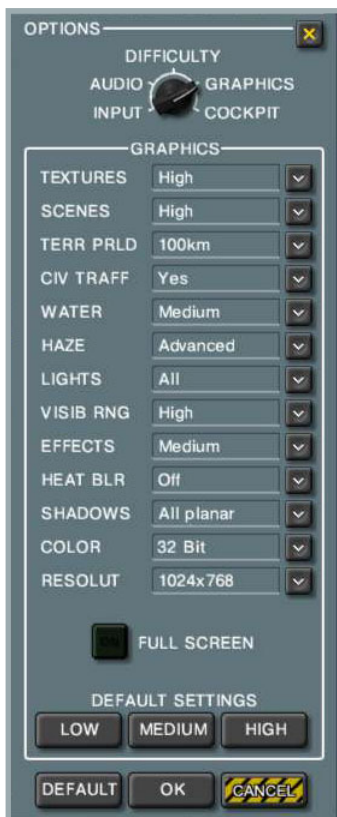 OPTIONS
DIFFICULTY
AUDIO GRAPHICS
INPUT COCKPIT
GRAPHICS
TEXTURES High
SCENES High
TERR PRLD 100km
CIV TRAFF Yes
WATER Medium
HAZE Advanced
LIGHTS All
VISIB RNG High
EFFECTS Medium
HEAT BLR Off
SHADOWS All planar
COLOR 32 Bit
RESOLUT 1024x768
ON FULL SCREEN
DEFAULT SETTINGS
LOW MEDIUM HIGH
DEFAULT OK CANCEL